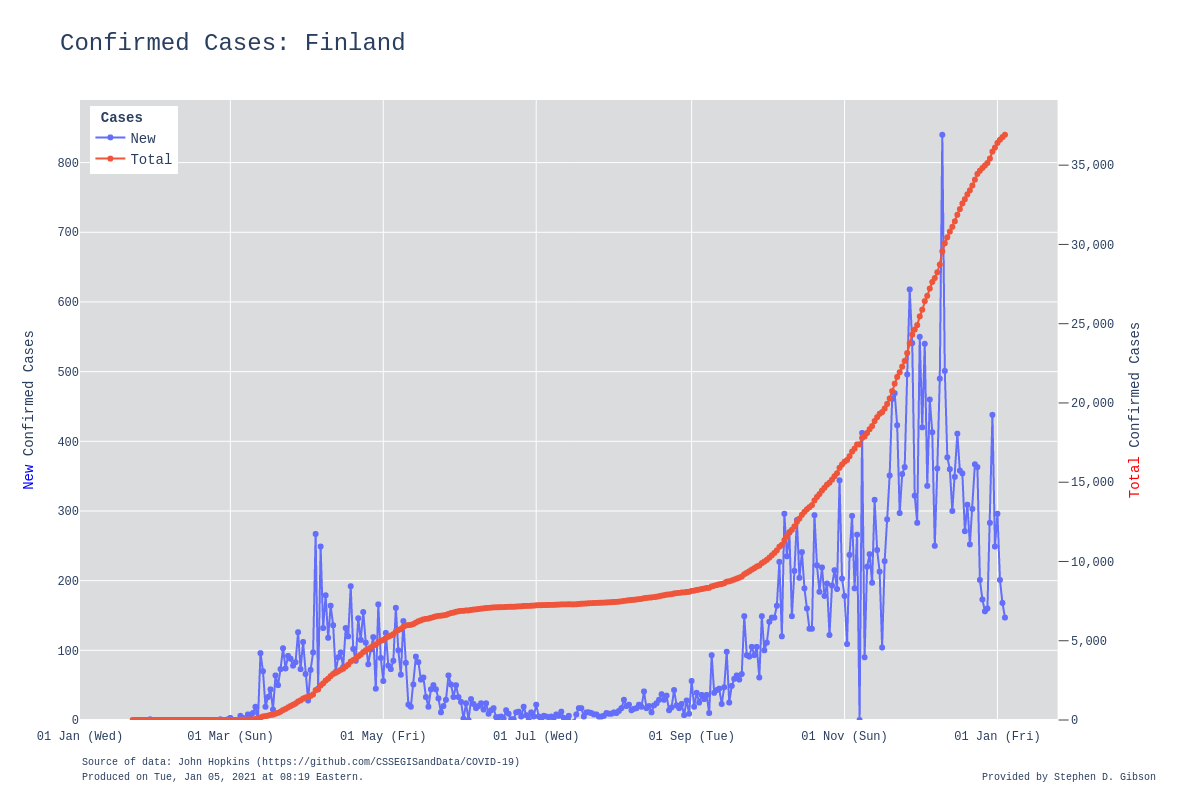 Confirmed Cases: Finland
Cases
New
Total
800
700
600
500
400
300
200
100
0
New Confirmed Cases
35,000
30,000
25,000
20,000
15,000
10,000
5,000
0
Total Confirmed Cases
01 Jan (Wed) 01 Mar (Sun) 01 May (Fri) 01 Jul (Wed) 01 Sep (Tue) 01 Nov (Sun) 01 Jan (Fri)
Source of data: John Hopkins (https://github.com/CSSEGISandData/COVID-19)
Produced on Tue, Jan 05, 2021 at 08:19 Eastern.
Provided by Stephen D. Gibson